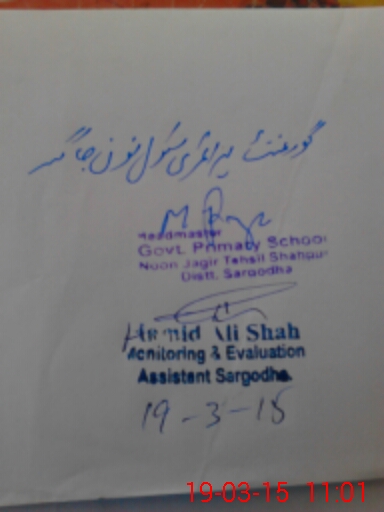 گورنمنٹ پرائمری سکول نون جاگیر
Headmaster
Govt. Primary School
Noon Jagir Tehsil Shahpur
Distt. Sargodha
Hamid Ali Shah
Monitoring & Evaluation
Assistant Sargodha
19-3-15
19-03-15 11:01